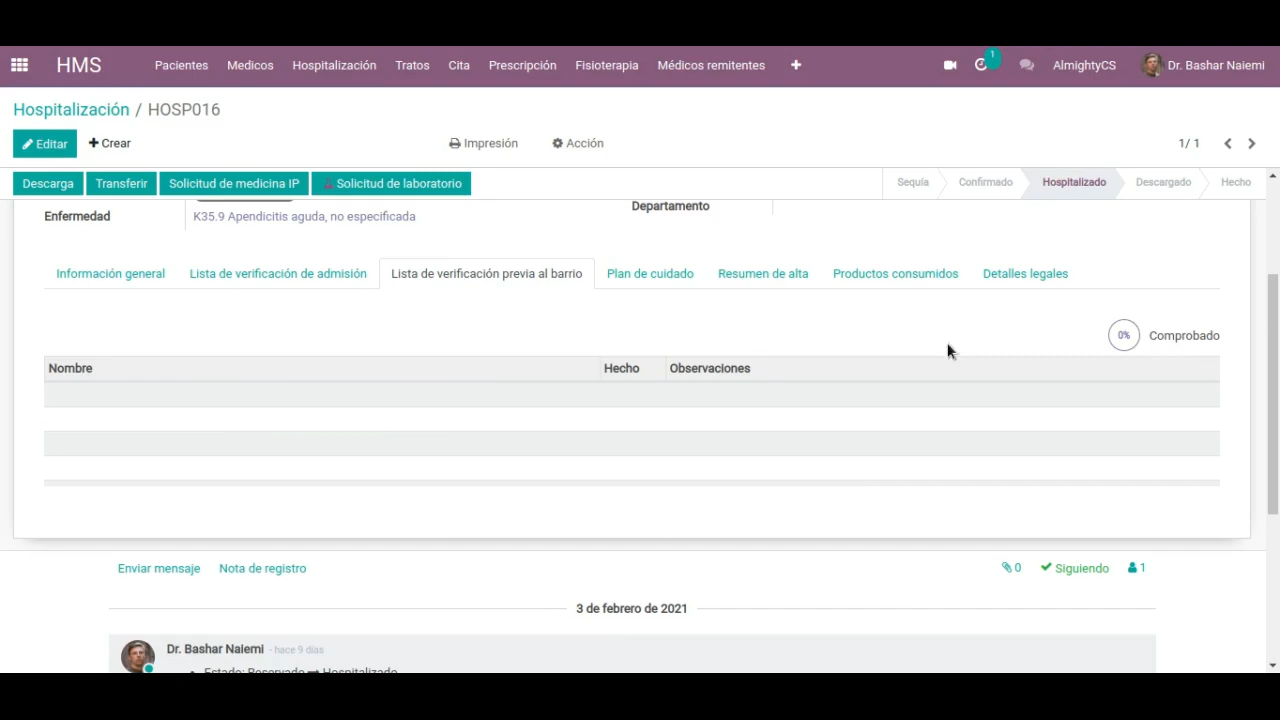 HMS Pacientes Medicos Hospitalización Tratos Cita Prescripción Fisioterapia Médicos remitentes 1 AlmightyCS Dr. Bashar Naiemi
Hospitalización / HOSP016
Editar Crear Impresión Acción 1/ 1
Descarga Transferir Solicitud de medicina IP Solicitud de laboratorio Sequía Confirmado Hospitalizado Descargado Hecho
Departamento
Enfermedad K35.9 Apendicitis aguda, no especificada
Información general Lista de verificación de admisión Lista de verificación previa al barrio Plan de cuidado Resumen de alta Productos consumidos Detalles legales
0% Comprobado
Nombre Hecho Observaciones
Enviar mensaje Nota de registro 0 Siguiendo 1
3 de febrero de 2021
Dr. Bashar Naiemi - hace 9 días
Estado: Reservado Hospitalizado